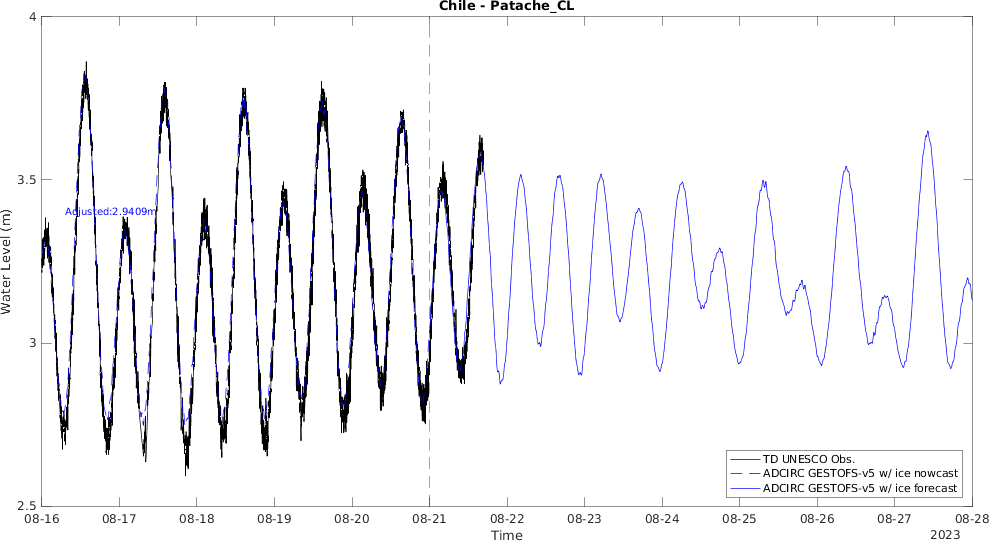 Chile - Patache_CL
4
3.5
3
2.5
Water Level (m)
Adjusted:2.9409m
TD UNESCO Obs.
ADCIRC GESTOFS-v5 w/ ice nowcast
ADCIRC GESTOFS-v5 w/ ice forecast
08-16 08-17 08-18 08-19 08-20 08-21 08-22 08-23 08-24 08-25 08-26 08-27 08-28
Time
2023